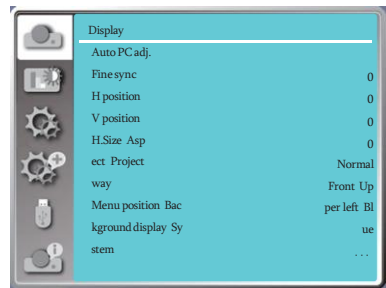 Display
Auto PC adj.
Fine sync 0
H position 0
V position 0
H.Size Asp 0
ect Project Normal
way Front Up
Menu position Bac per left Bl
kground display Sy ue
stem ...